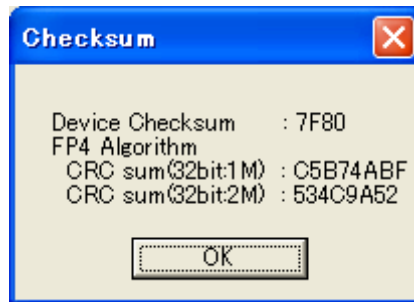 Checksum
Device Checksum : 7F80
FP4 Algorithm
CRC sum(32bit:1M) : C5B74ABF
CRC sum(32bit:2M) : 534C9A52
OK